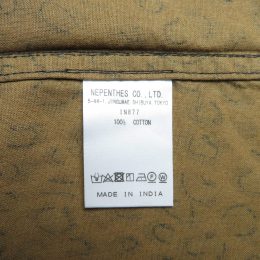 NEPENTHES CO., LTD.
5-44-1, JINGUMAE SHIBUYA TOKYO
IN877
100% COTTON
MADE IN INDIA